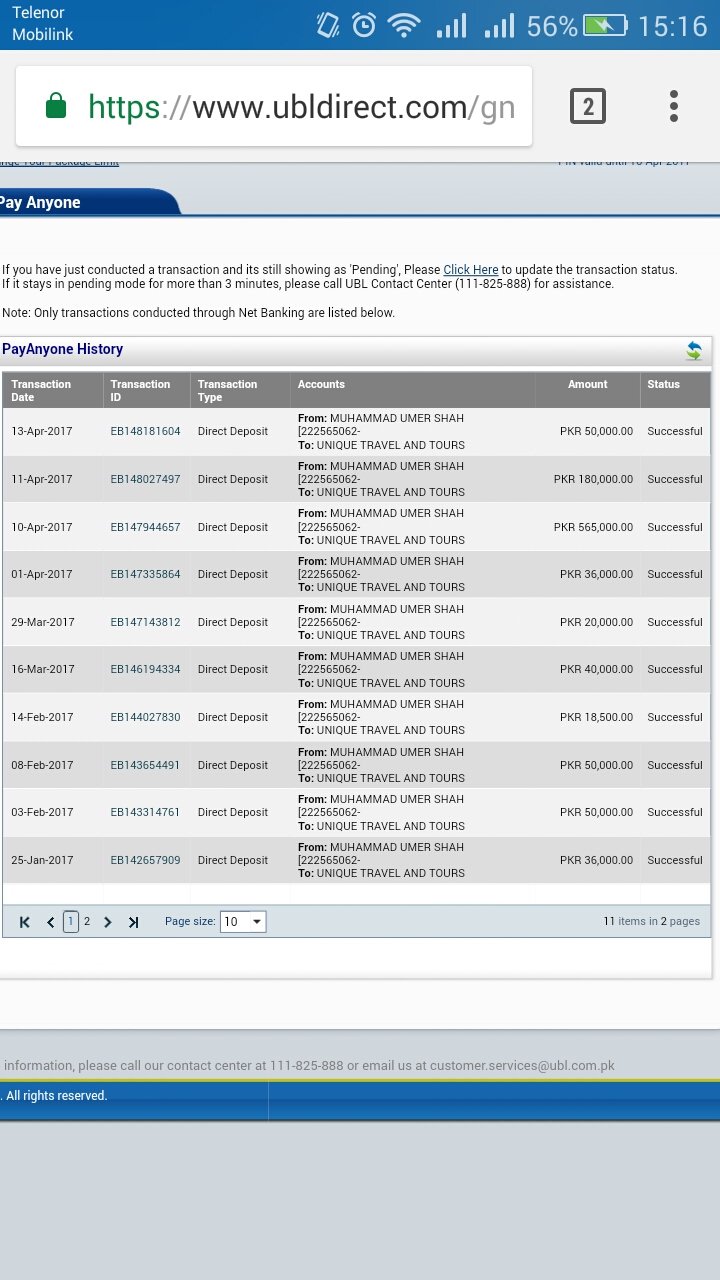 Telenor
Mobilink
56% 15:16
https://www.ubldirect.com/gn
2
nge Your Package Limit
PIN valid until 16 Apr 2017
Pay Anyone
If you have just conducted a transaction and its still showing as 'Pending', Please Click Here to update the transaction status.
If it stays in pending mode for more than 3 minutes, please call UBL Contact Center (111-825-888) for assistance.
Note: Only transactions conducted through Net Banking are listed below.
PayAnyone History
Transaction Date Transaction ID Transaction Type Accounts Amount Status
13-Apr-2017 EB148181604 Direct Deposit From: MUHAMMAD UMER SHAH [222565062- To: UNIQUE TRAVEL AND TOURS PKR 50,000.00 Successful
11-Apr-2017 EB148027497 Direct Deposit From: MUHAMMAD UMER SHAH [222565062- To: UNIQUE TRAVEL AND TOURS PKR 180,000.00 Successful
10-Apr-2017 EB147944657 Direct Deposit From: MUHAMMAD UMER SHAH [222565062- To: UNIQUE TRAVEL AND TOURS PKR 565,000.00 Successful
01-Apr-2017 EB147335864 Direct Deposit From: MUHAMMAD UMER SHAH [222565062- To: UNIQUE TRAVEL AND TOURS PKR 36,000.00 Successful
29-Mar-2017 EB147143812 Direct Deposit From: MUHAMMAD UMER SHAH [222565062- To: UNIQUE TRAVEL AND TOURS PKR 20,000.00 Successful
16-Mar-2017 EB146194334 Direct Deposit From: MUHAMMAD UMER SHAH [222565062- To: UNIQUE TRAVEL AND TOURS PKR 40,000.00 Successful
14-Feb-2017 EB144027830 Direct Deposit From: MUHAMMAD UMER SHAH [222565062- To: UNIQUE TRAVEL AND TOURS PKR 18,500.00 Successful
08-Feb-2017 EB143654491 Direct Deposit From: MUHAMMAD UMER SHAH [222565062- To: UNIQUE TRAVEL AND TOURS PKR 50,000.00 Successful
03-Feb-2017 EB143314761 Direct Deposit From: MUHAMMAD UMER SHAH [222565062- To: UNIQUE TRAVEL AND TOURS PKR 50,000.00 Successful
25-Jan-2017 EB142657909 Direct Deposit From: MUHAMMAD UMER SHAH [222565062- To: UNIQUE TRAVEL AND TOURS PKR 36,000.00 Successful
1 2 Page size: 10 11 items in 2 pages
information, please call our contact center at 111-825-888 or email us at customer.services@ubl.com.pk
. All rights reserved.